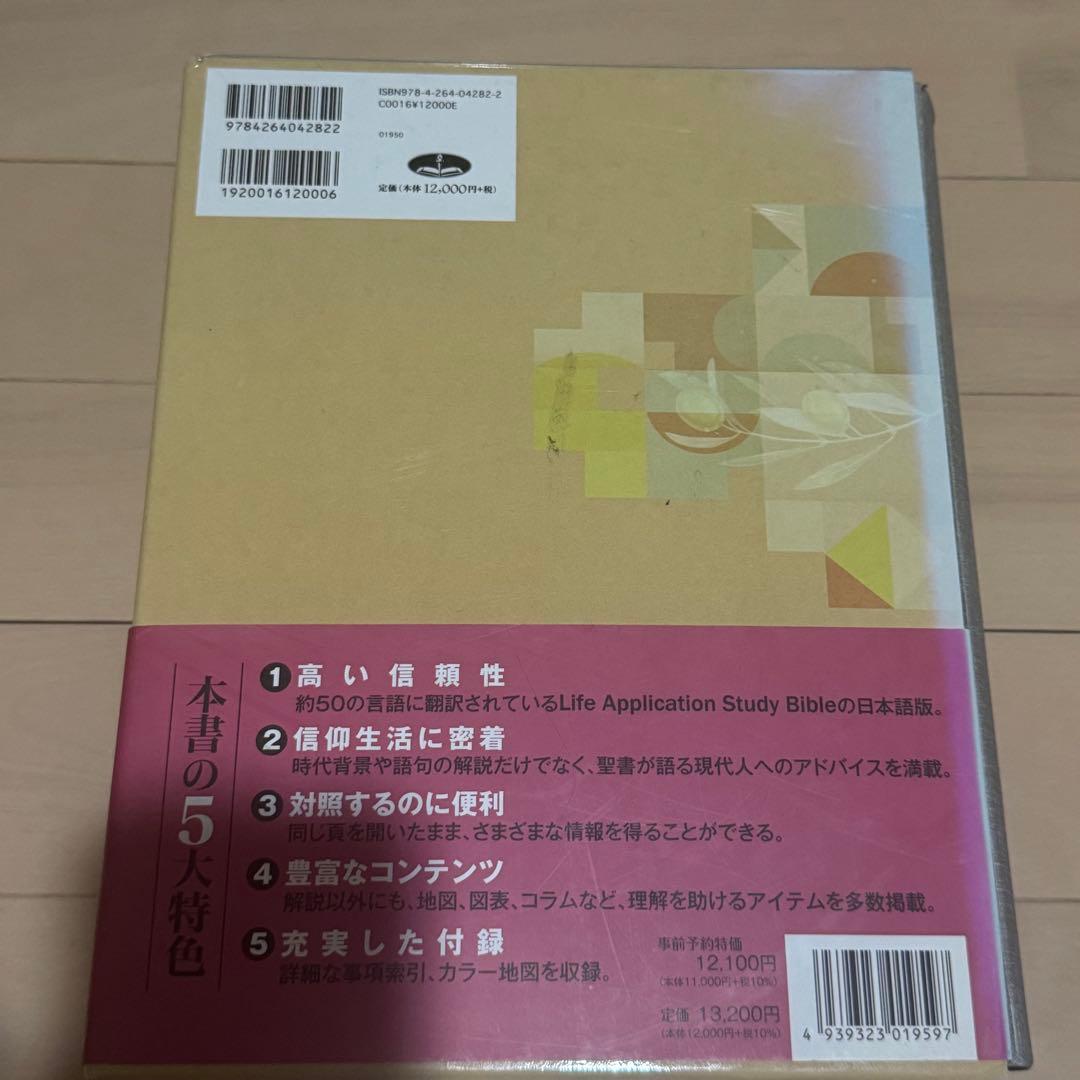 ISBN978-4-264-04282-2
C0016¥12000E
9784264042822
01950
1920016120006
定価(本体12,000円+税)
本書の5大特色
❶高い信頼性
約50の言語に翻訳されているLife Application Study Bibleの日本語版。
❷信仰生活に密着
時代背景や語句の解説だけでなく、聖書が語る現代人へのアドバイスを満載。
❸対照するのに便利
同じ頁を開いたまま、さまざまな情報を得ることができる。
❹豊富なコンテンツ
解説以外にも、地図、図表、コラムなど、理解を助けるアイテムを多数掲載。
❺充実した付録
詳細な事項索引、カラー地図を収録。
事前予約特価
12,100円
(本体11,000円+税10%)
定価 13,200円
(本体12,000円+税10%)
4 939323 019597